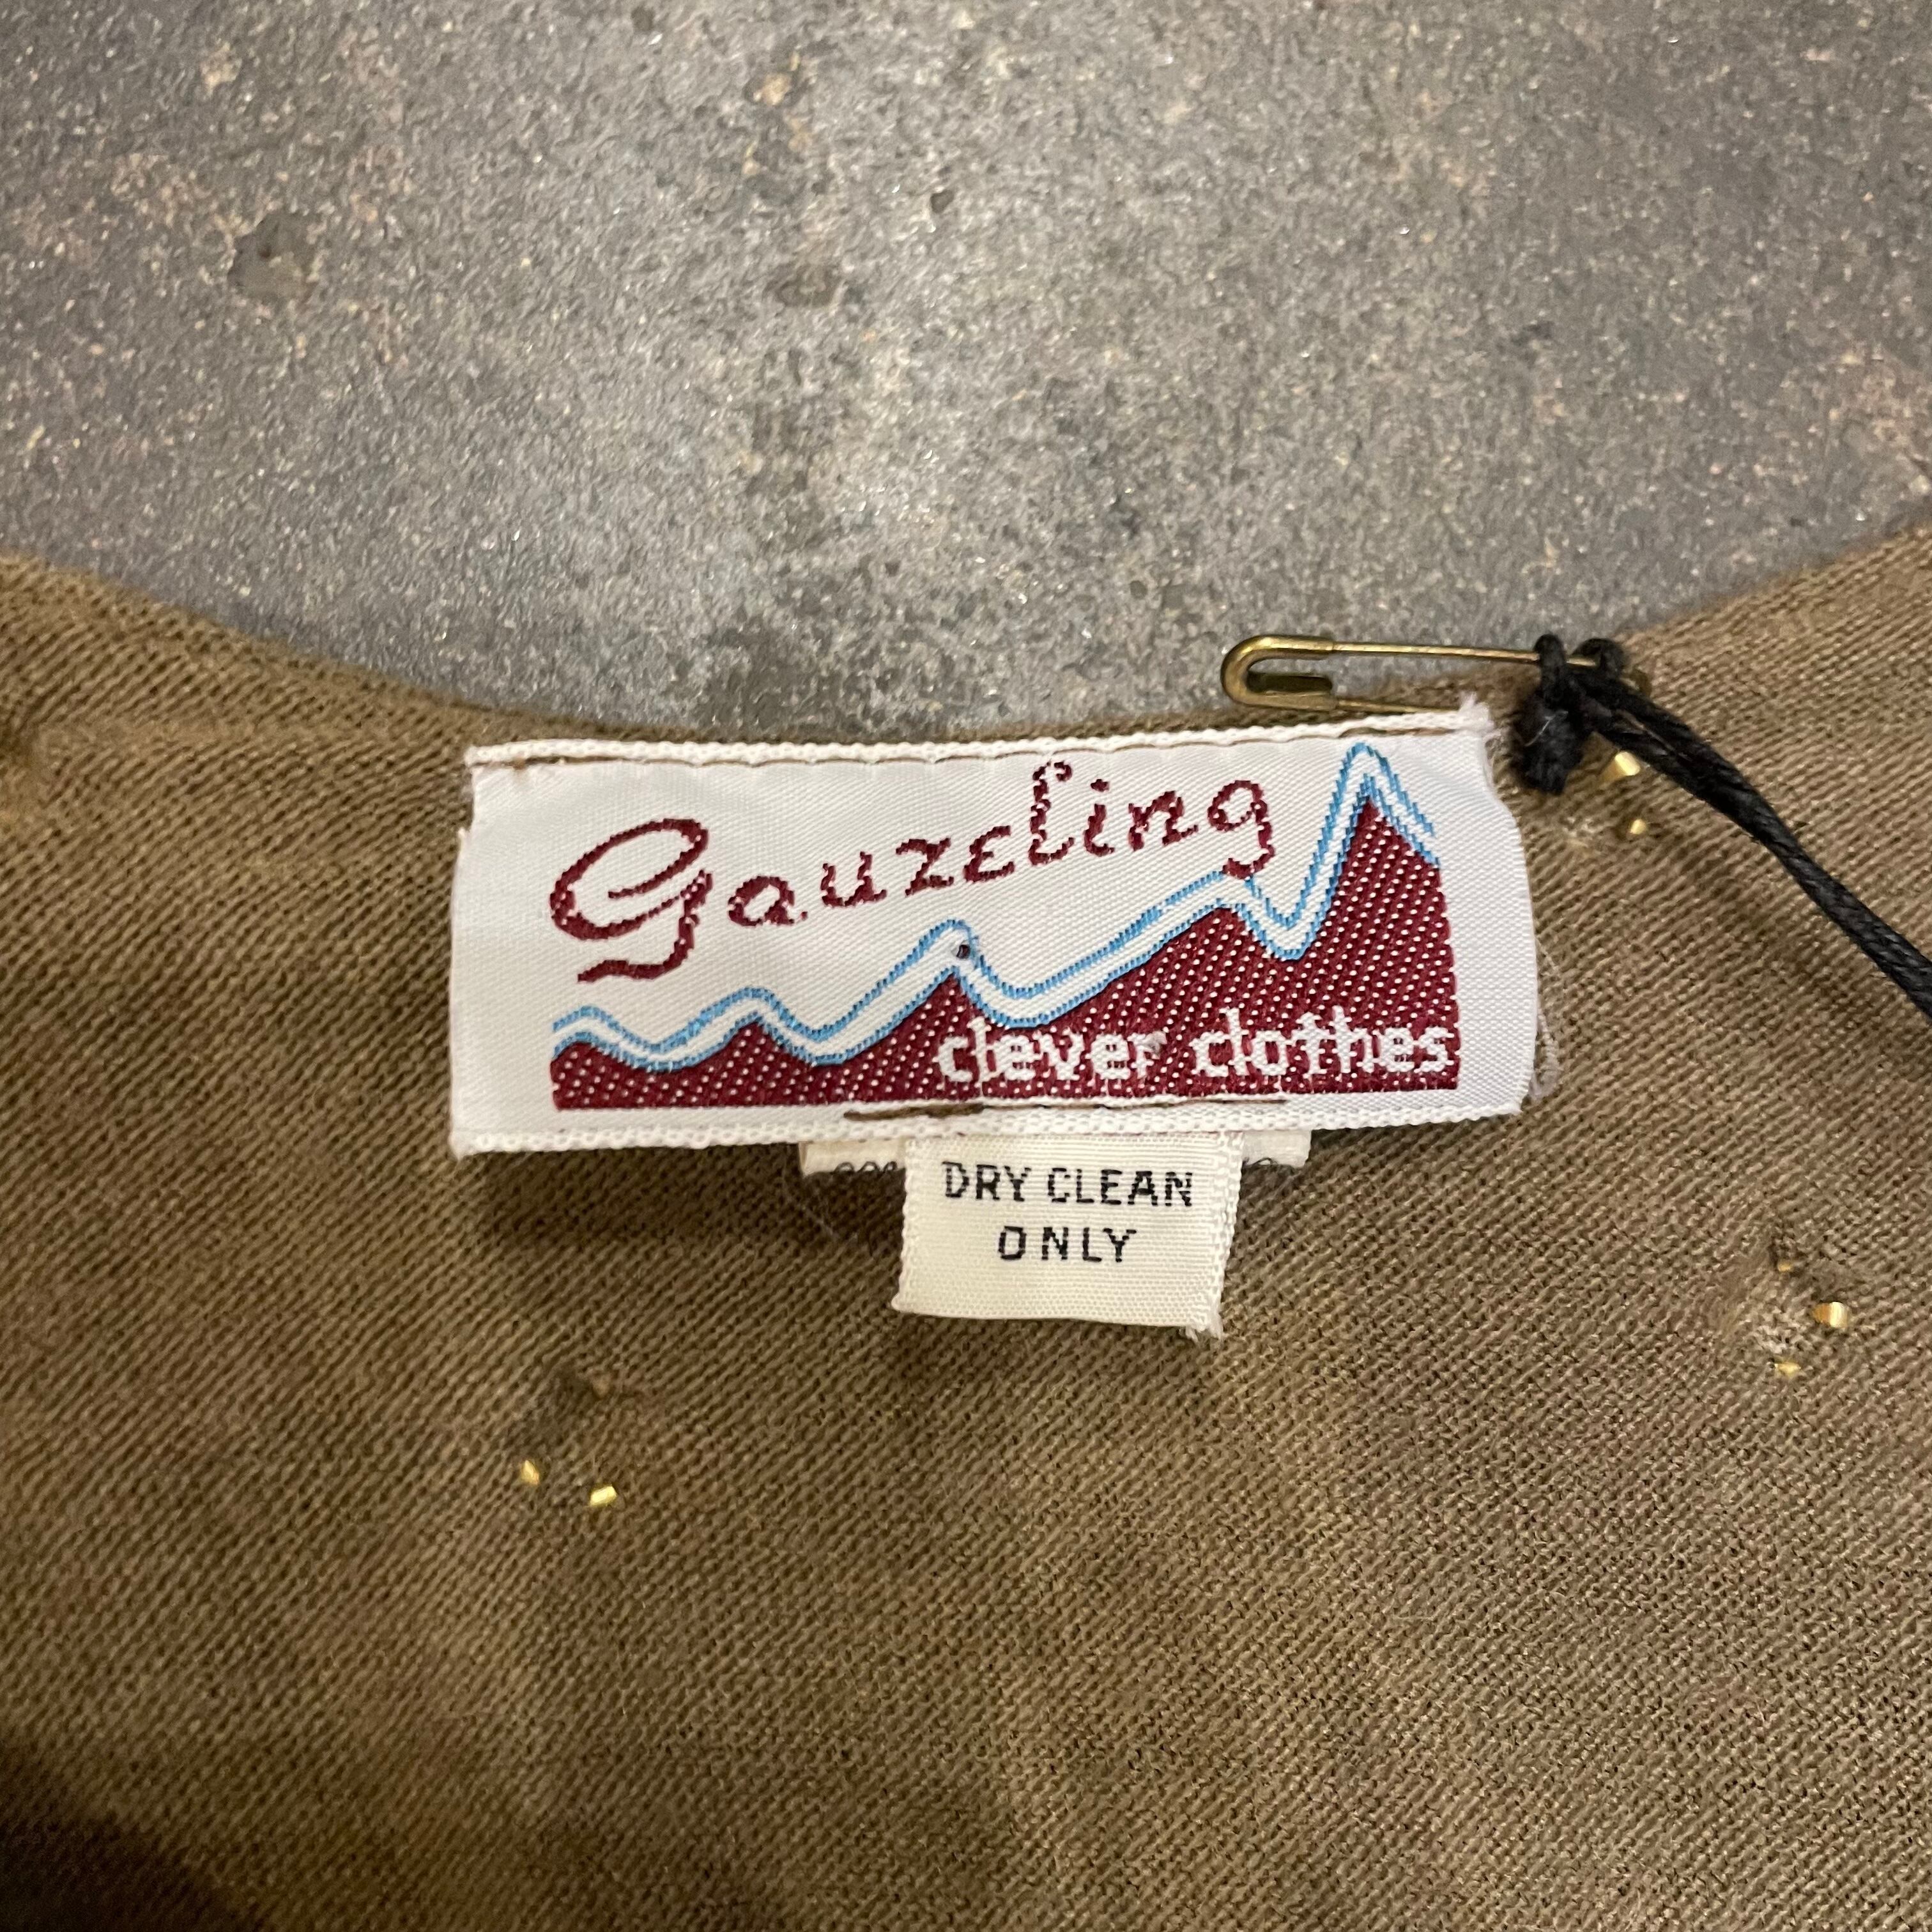 Gauzeling
clever clothes
DRY CLEAN
ONLY